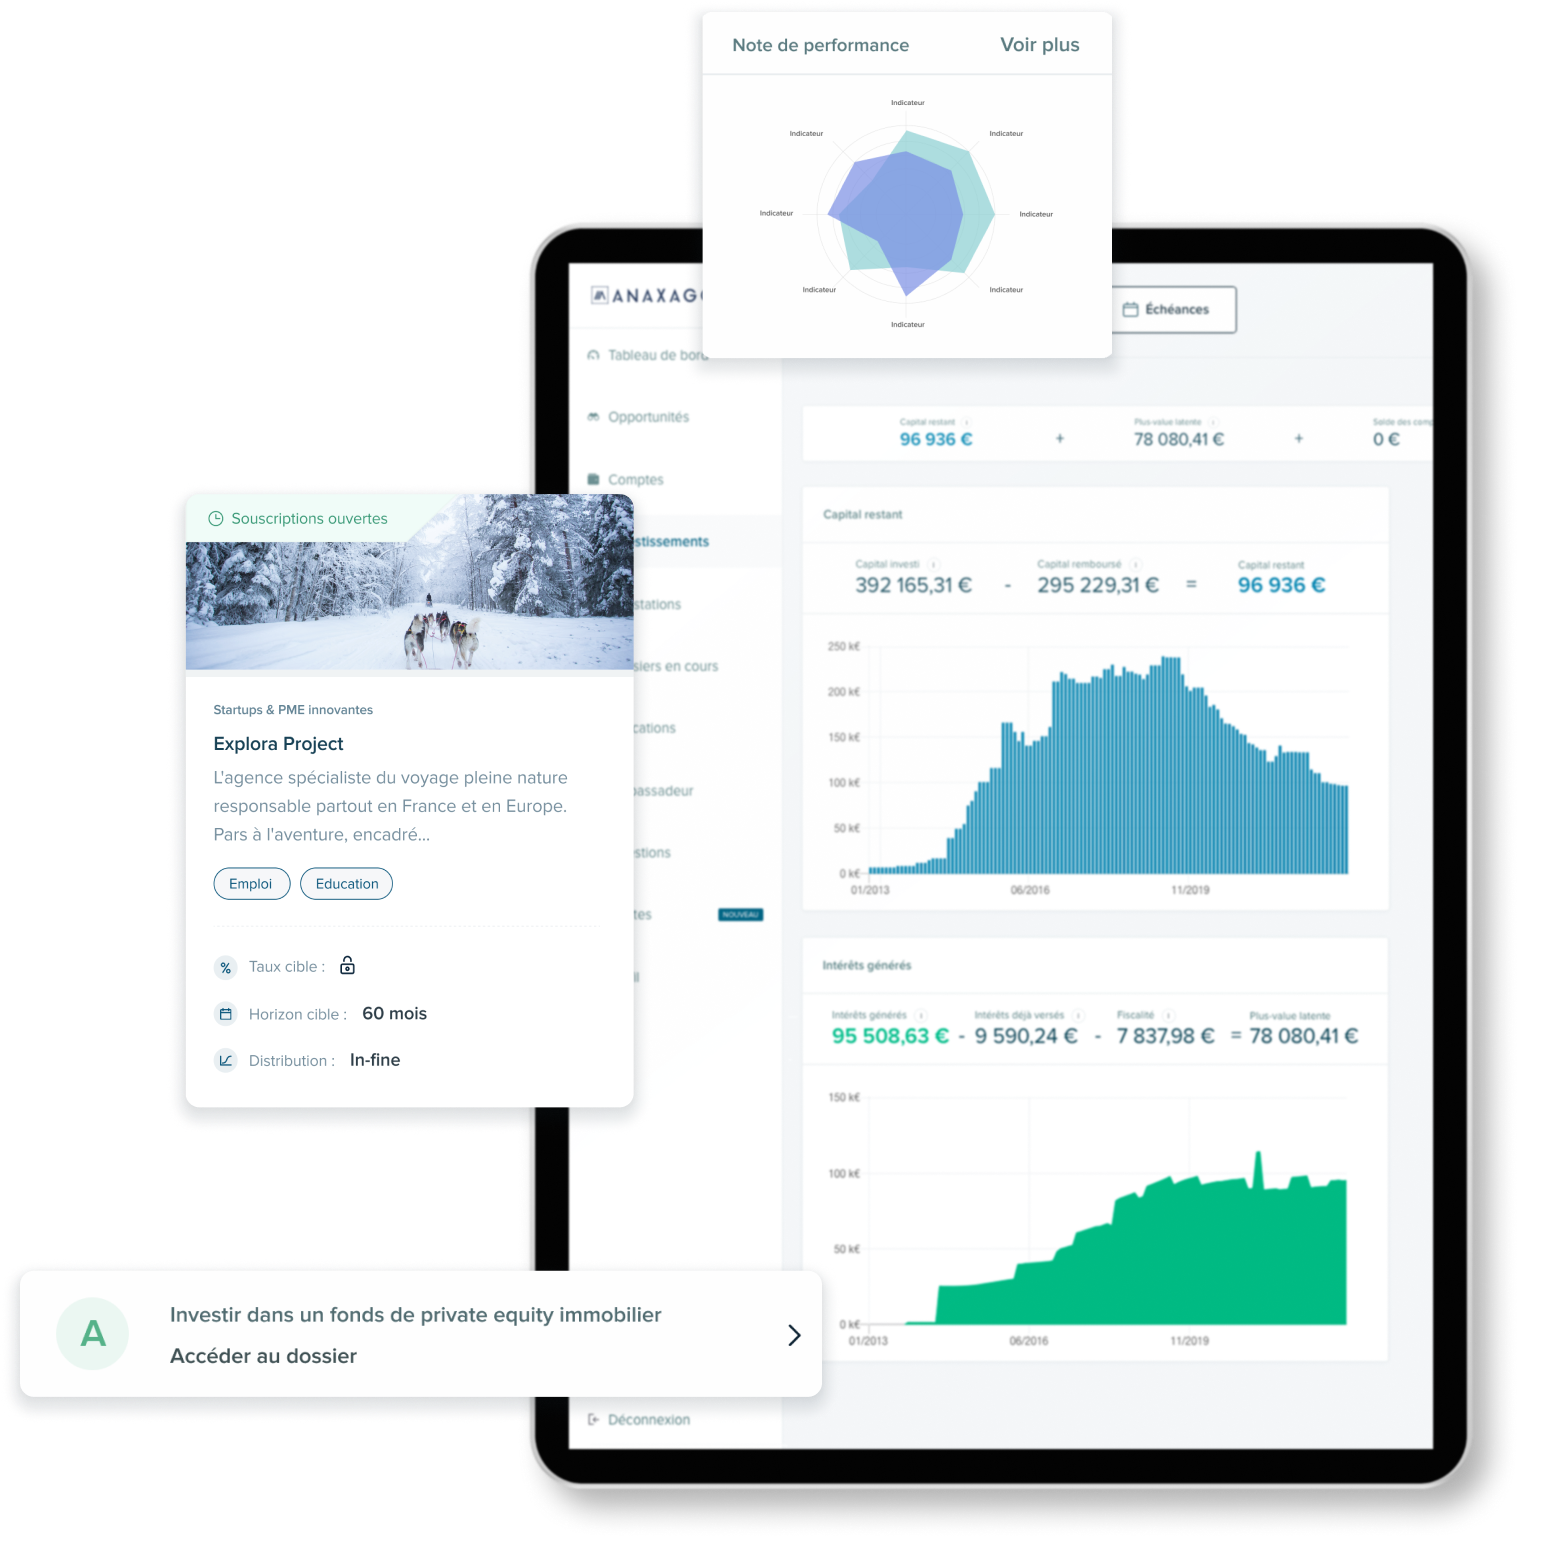 Note de performance
Voir plus
Indicateur
Indicateur
Indicateur
Indicateur
Indicateur
Indicateur
Indicateur
Indicateur
ANAXAG
Échéances
Tableau de bord
Opportunités
Comptes
stissements
stations
siers en cours
cations
bassadeur
stions
tes
NOUVEAU
il
Déconnexion
Capital restant
96 936 €
+
Plus-value latente
78 080,41 €
+
Solde des comp
0 €
Capital restant
Capital investi
392 165,31 €
-
Capital remboursé
295 229,31 €
=
Capital restant
96 936 €
250 k€
200 k€
150 k€
100 k€
50 k€
0 k€
01/2013
06/2016
11/2019
Intérêts générés
Intérêts générés
95 508,63 €
-
Intérêts déjà versés
9 590,24 €
-
Fiscalité
7 837,98 €
=
Plus-value latente
78 080,41 €
150 k€
100 k€
50 k€
0 k€
01/2013
06/2016
11/2019
Souscriptions ouvertes
Startups & PME innovantes
Explora Project
L'agence spécialiste du voyage pleine nature
responsable partout en France et en Europe.
Pars à l'aventure, encadré...
Emploi
Education
% Taux cible :
Horizon cible : 60 mois
Distribution : In-fine
A
Investir dans un fonds de private equity immobilier
Accéder au dossier